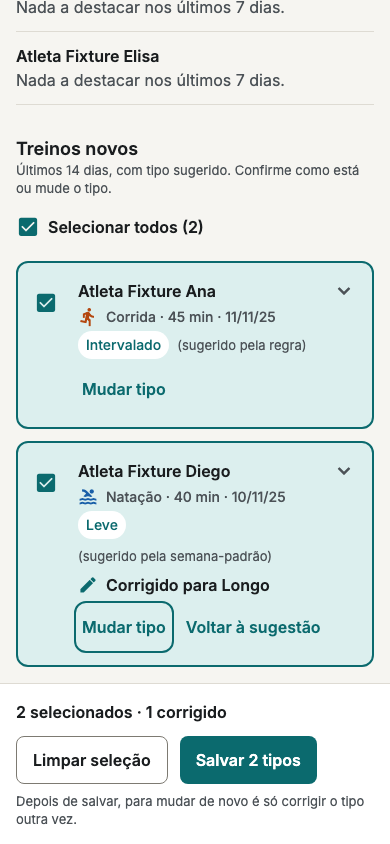 Nada a destacar nos últimos 7 dias.
Atleta Fixture Elisa
Nada a destacar nos últimos 7 dias.
Treinos novos
Últimos 14 dias, com tipo sugerido. Confirme como está
ou mude o tipo.
Selecionar todos (2)
Atleta Fixture Ana
Corrida · 45 min · 11/11/25
Intervalado (sugerido pela regra)
Mudar tipo
Atleta Fixture Diego
Natação · 40 min · 10/11/25
Leve
(sugerido pela semana-padrão)
Corrigido para Longo
Mudar tipo Voltar à sugestão
2 selecionados · 1 corrigido
Limpar seleção Salvar 2 tipos
Depois de salvar, para mudar de novo é só corrigir o tipo
outra vez.